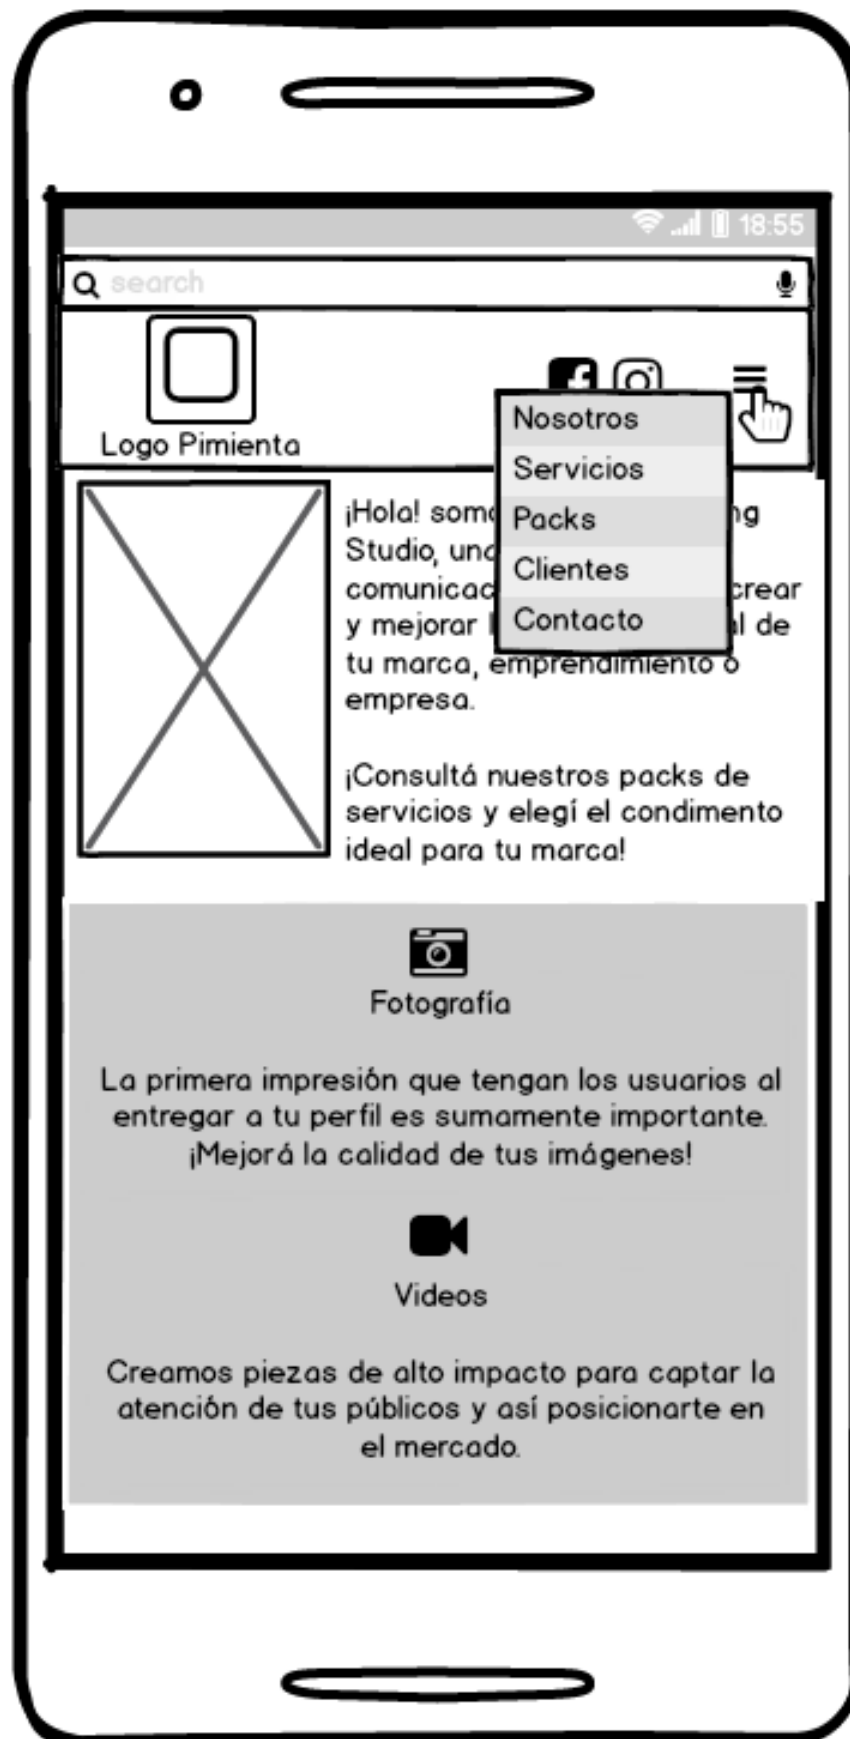 18:55
search
Logo Pimienta
Nosotros
Servicios
Packs
Clientes
Contacto
¡Hola!
Studio,
crear
y mejorar de
tu marca, emprendimiento o
empresa.
¡Consultá nuestros packs de
servicios y elegí el condimento
ideal para tu marca!
Fotografía
La primera impresión que tengan los usuarios al
entregar a tu perfil es sumamente importante.
¡Mejorá la calidad de tus imágenes!
Videos
Creamos piezas de alto impacto para captar la
atención de tus públicos y así posicionarte en
el mercado.